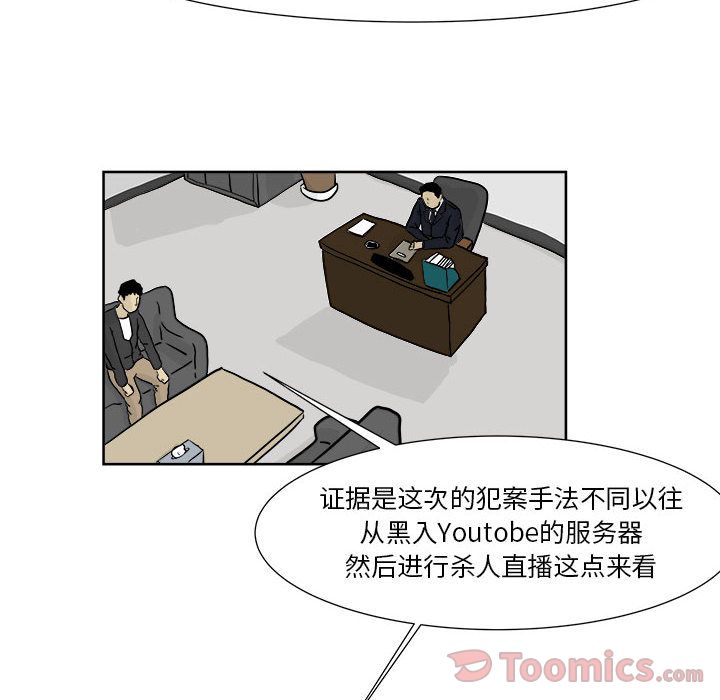 证据是这次的犯案手法不同以往
从黑入Youtobe的服务器
然后进行杀人直播这点来看
Toomics.com